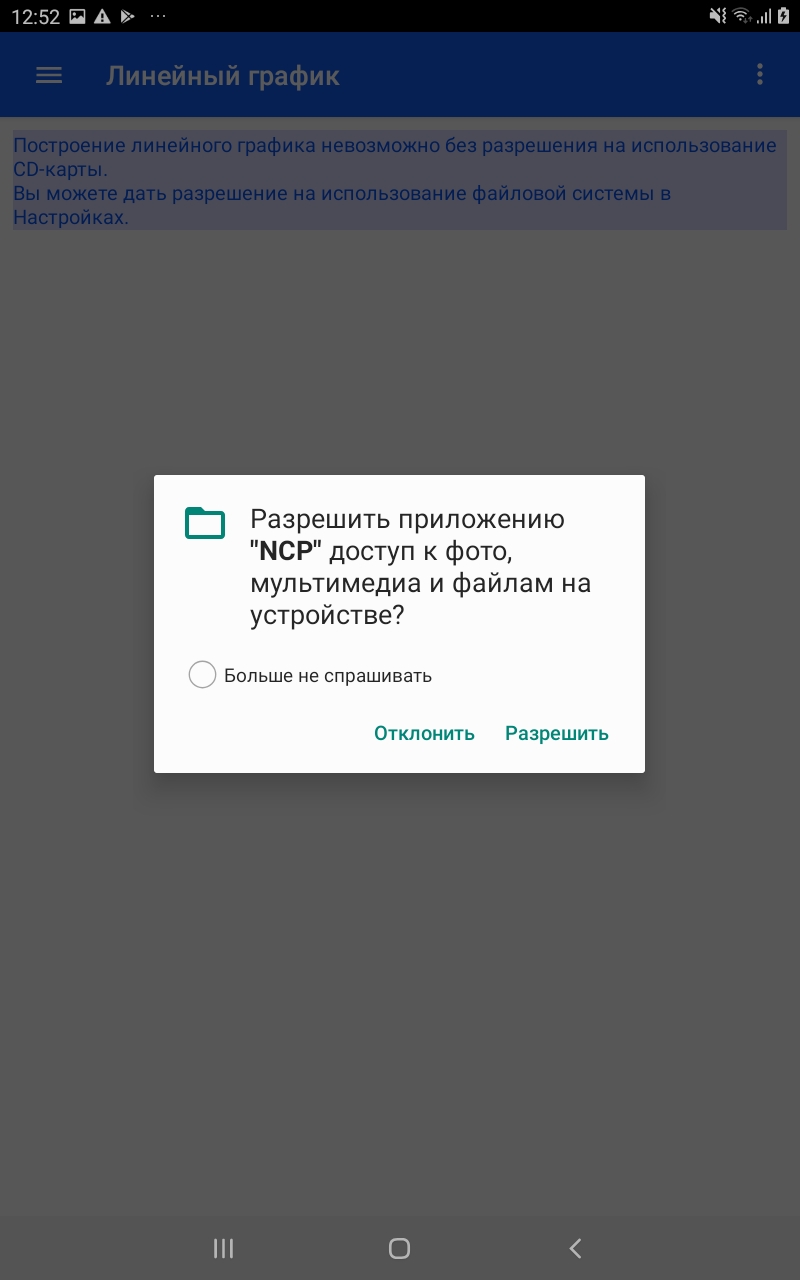 12:52
Линейный график
Построение линейного графика невозможно без разрешения на использование
CD-карты.
Вы можете дать разрешение на использование файловой системы в
Настройках.
Разрешить приложению
"NCP" доступ к фото,
мультимедиа и файлам на
устройстве?
Больше не спрашивать
Отклонить Разрешить